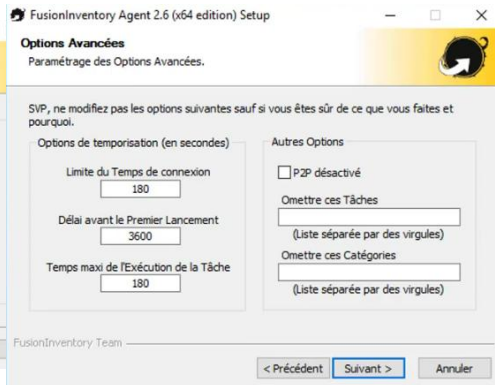 FusionInventory Agent 2.6 (x64 edition) Setup
Options Avancées
Paramétrage des Options Avancées.
SVP, ne modifiez pas les options suivantes sauf si vous êtes sûr de ce que vous faites et
pourquoi.
Options de temporisation (en secondes)
Limite du Temps de connexion
180
Délai avant le Premier Lancement
3600
Temps maxi de l'Exécution de la Tâche
180
Autres Options
P2P désactivé
Omettre ces Tâches
(Liste séparée par des virgules)
Omettre ces Catégories
(Liste séparée par des virgules)
FusionInventory Team
< Précédent
Suivant >
Annuler